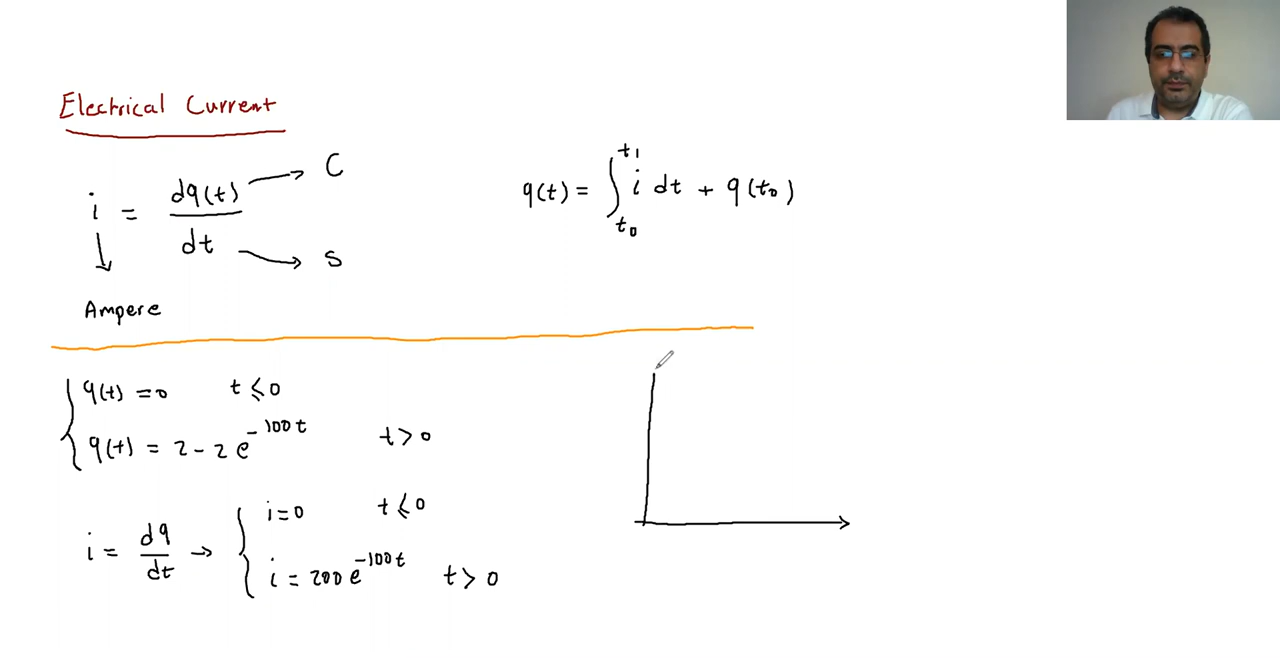 Electrical Current
i = dq(t) / dt → C
→ s
↓
Ampere
q(t) = ∫_{t0}^{t1} i dt + q(t0)
{ q(t) = 0 t ≤ 0
q(t) = 2 - 2 e^{-100t} t > 0
i = dq / dt → { i = 0 t ≤ 0
i = 200 e^{-100t} t > 0